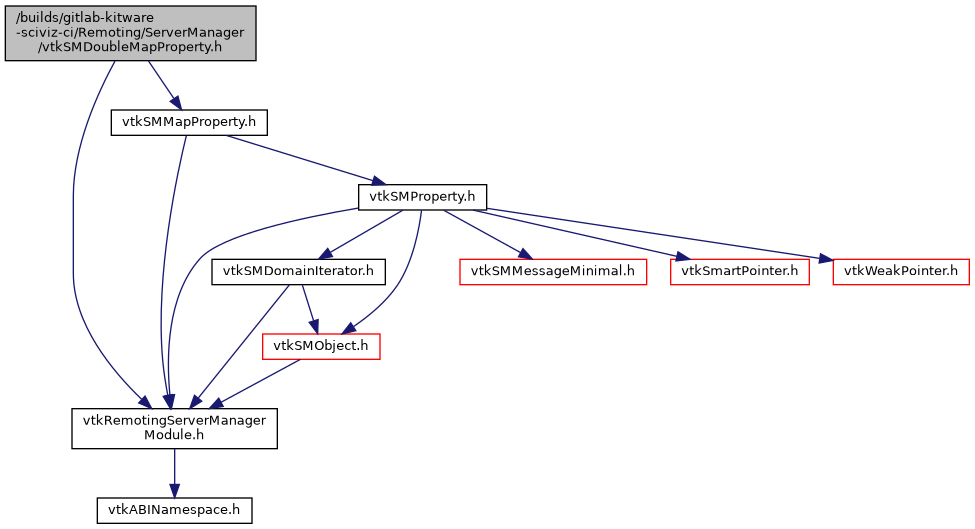 /builds/gitlab-kitware
-sciviz-ci/Remoting/ServerManager
/vtkSMDoubleMapProperty.h
vtkSMMapProperty.h
vtkSMProperty.h
vtkSMDomainIterator.h
vtkSMMessageMinimal.h
vtkSmartPointer.h
vtkWeakPointer.h
vtkSMObject.h
vtkRemotingServerManager
Module.h
vtkABINamespace.h